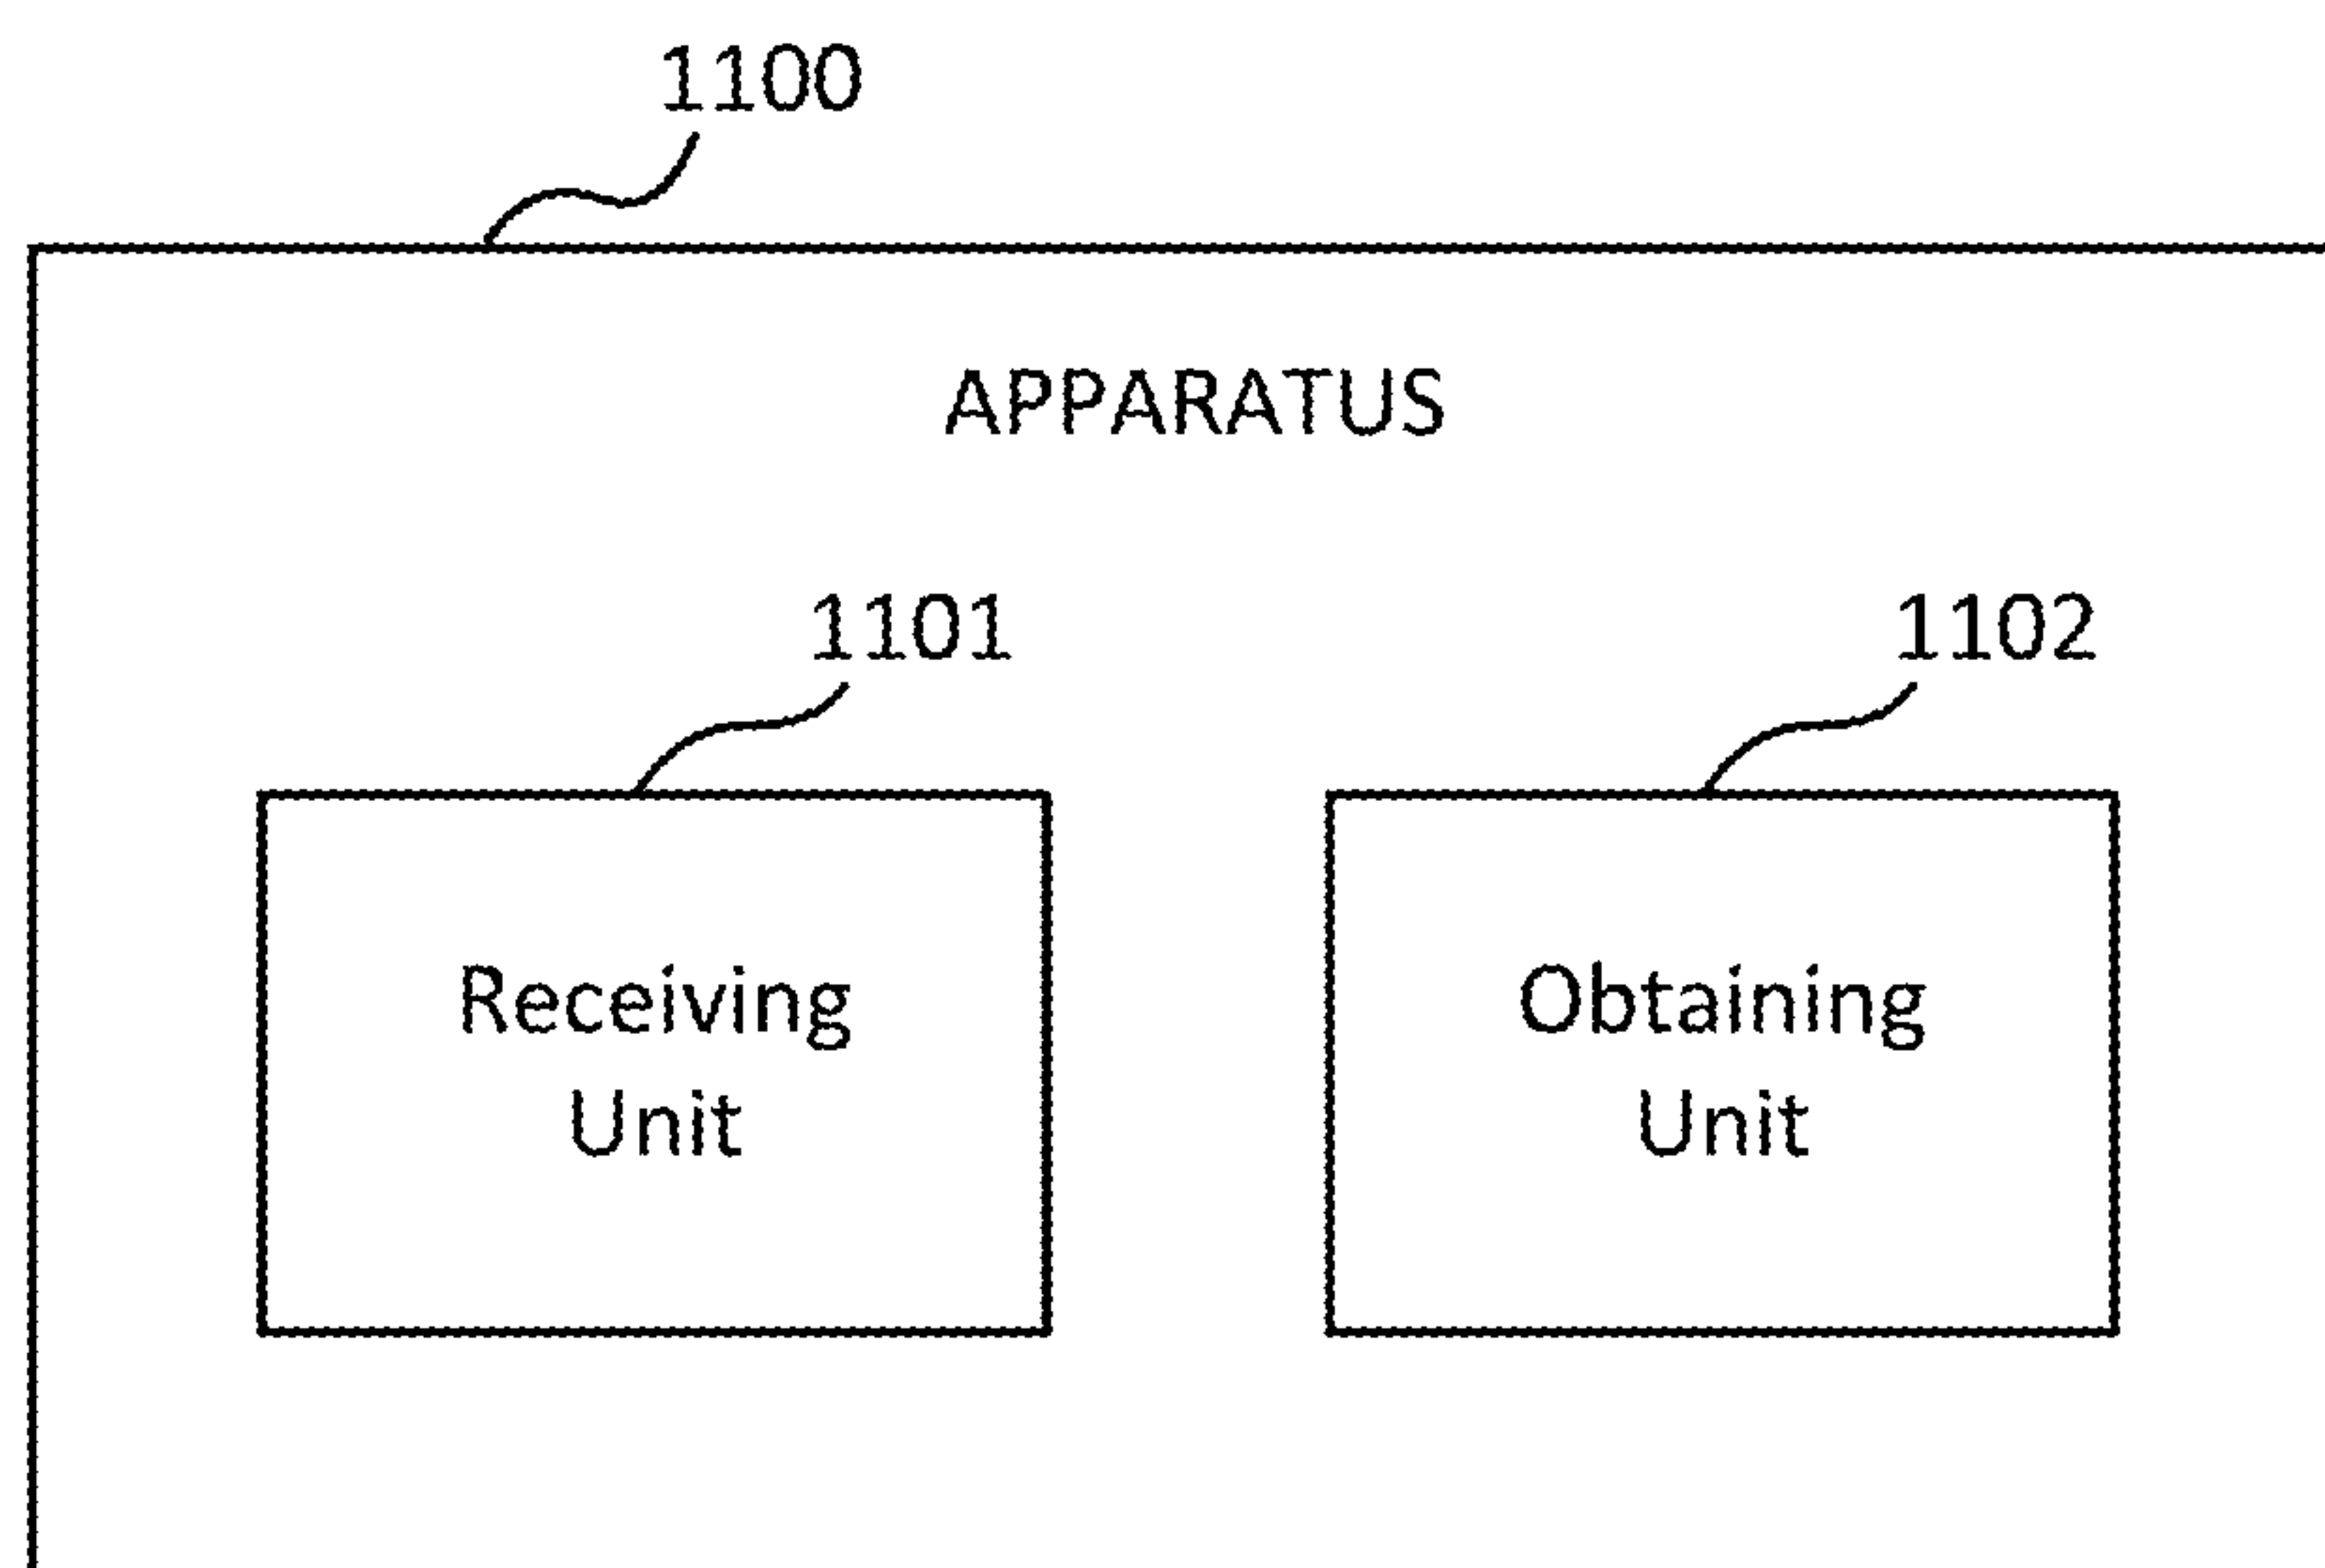 1100
APPARATUS
1101
1102
Receiving
Unit
Obtaining
Unit